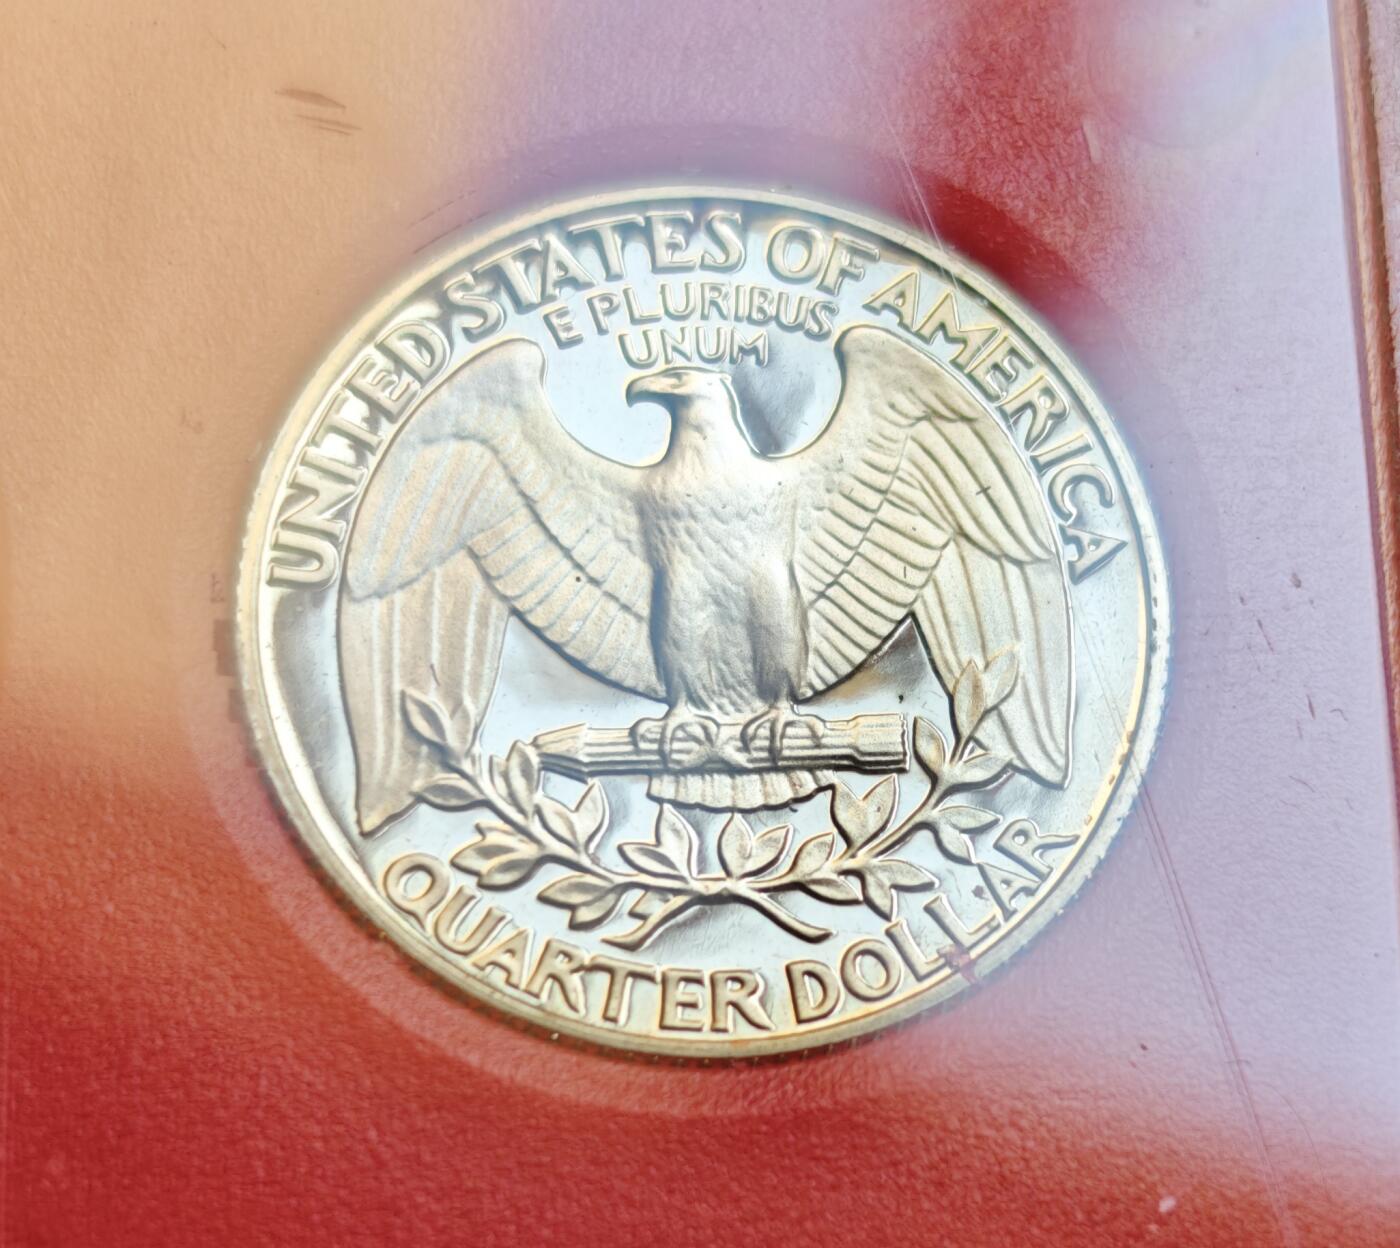 UNITED STATES OF AMERICA
E PLURIBUS
UNUM
QUARTER DOLLAR